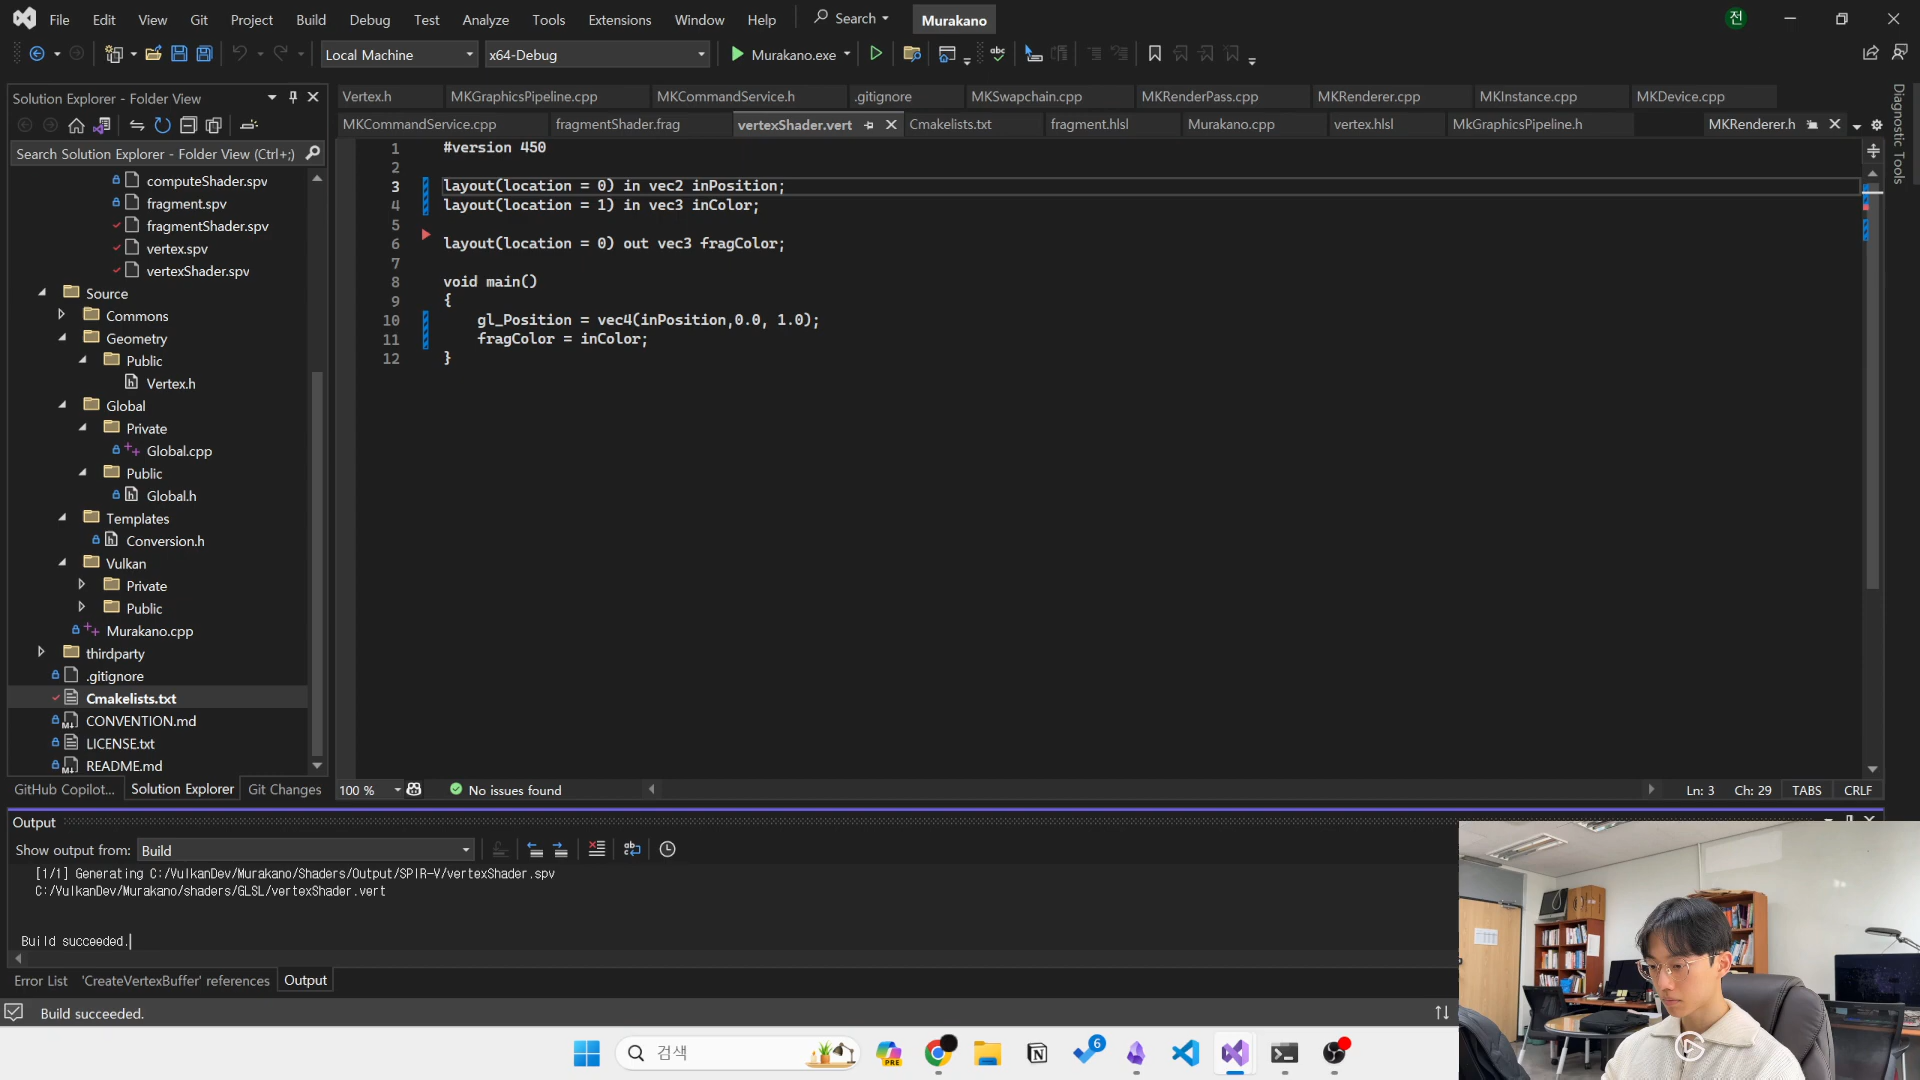 File Edit View Git Project Build Debug Test Analyze Tools Extensions Window Help Search Murakano 전
Local Machine x64-Debug Murakano.exe
Solution Explorer - Folder View
Search Solution Explorer - Folder View (Ctrl+;)
computeShader.spv
fragment.spv
fragmentShader.spv
vertex.spv
vertexShader.spv
Source
Commons
Geometry
Public
Vertex.h
Global
Private
Global.cpp
Public
Global.h
Templates
Conversion.h
Vulkan
Private
Public
Murakano.cpp
thirdparty
.gitignore
Cmakelists.txt
CONVENTION.md
LICENSE.txt
README.md
GitHub Copilot... Solution Explorer Git Changes
Vertex.h MKGraphicsPipeline.cpp MKCommandService.h .gitignore MKSwapchain.cpp MKRenderPass.cpp MKRenderer.cpp MKInstance.cpp MKDevice.cpp
MKCommandService.cpp fragmentShader.frag vertexShader.vert Cmakelists.txt fragment.hlsl Murakano.cpp vertex.hlsl MkGraphicsPipeline.h MKRenderer.h
1 #version 450
2
3 layout(location = 0) in vec2 inPosition;
4 layout(location = 1) in vec3 inColor;
5
6 layout(location = 0) out vec3 fragColor;
7
8 void main()
9 {
10 gl_Position = vec4(inPosition,0.0, 1.0);
11 fragColor = inColor;
12 }
100 % No issues found Ln: 3 Ch: 29 TABS CRLF
Diagnostic Tools
Output
Show output from: Build
[1/1] Generating C:/VulkanDev/Murakano/Shaders/Output/SPIR-V/vertexShader.spv
C:/VulkanDev/Murakano/shaders/GLSL/vertexShader.vert
Build succeeded.
Error List 'CreateVertexBuffer' references Output
Build succeeded.
검색 PRE 6